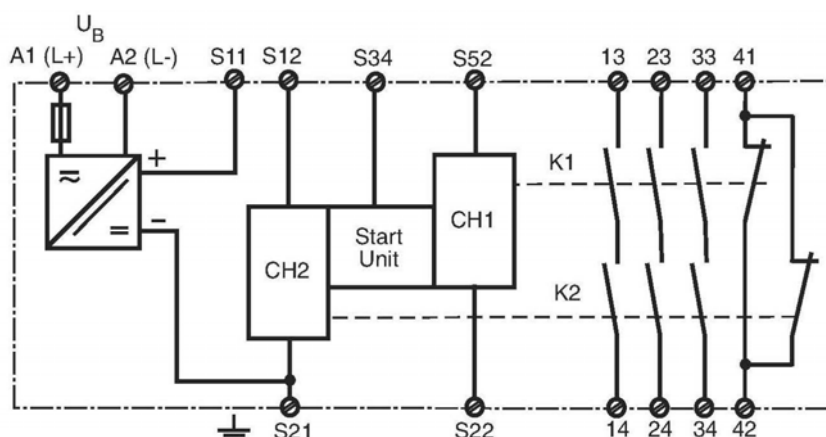 U_B
A1 (L+) A2 (L-) S11 S12 S34 S52 13 23 33 41
+
K1
-
CH1
Start
Unit
CH2
K2
S21 S22 14 24 34 42